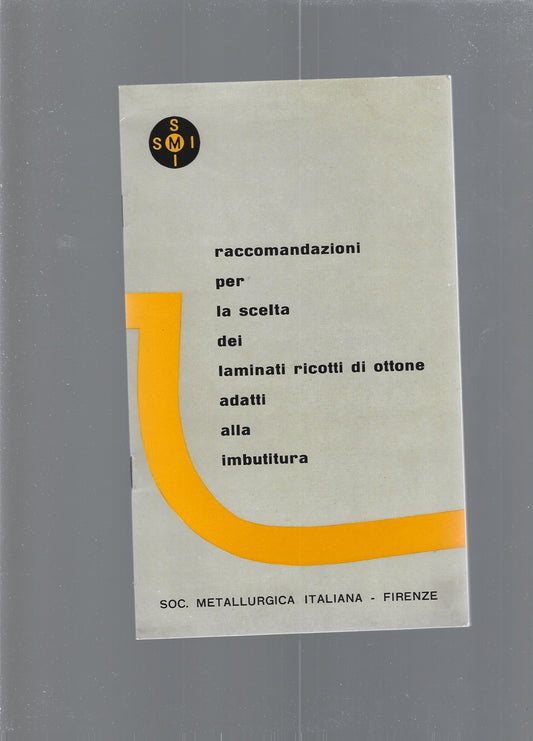 S
S M I
I
raccomandazioni
per
la scelta
dei
laminati ricotti di ottone
adatti
alla
imbutitura
SOC. METALLURGICA ITALIANA - FIRENZE